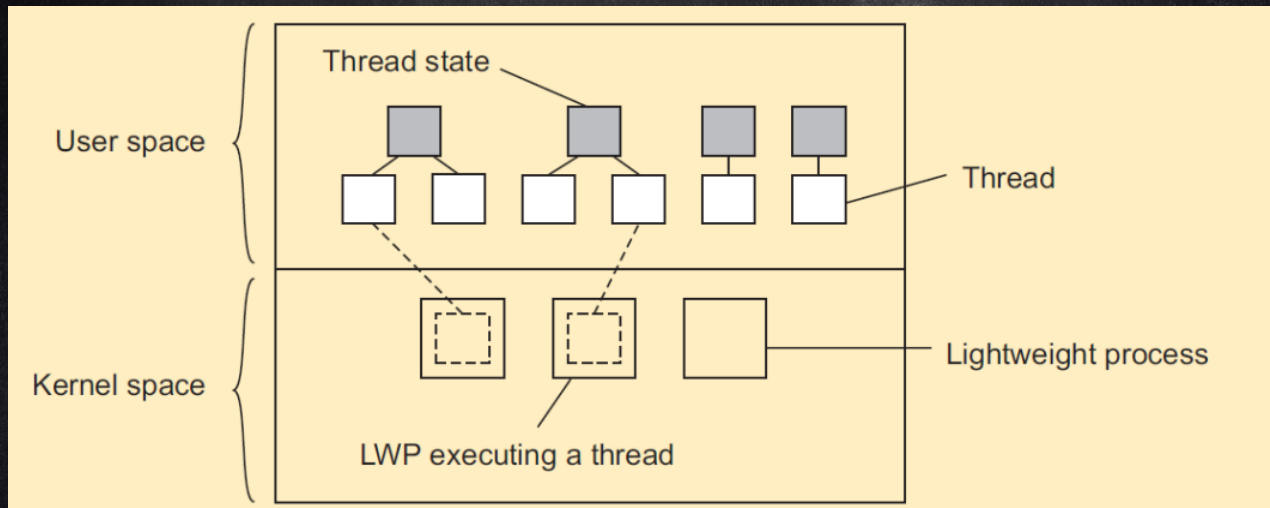 Thread state
User space
Thread
Lightweight process
Kernel space
LWP executing a thread